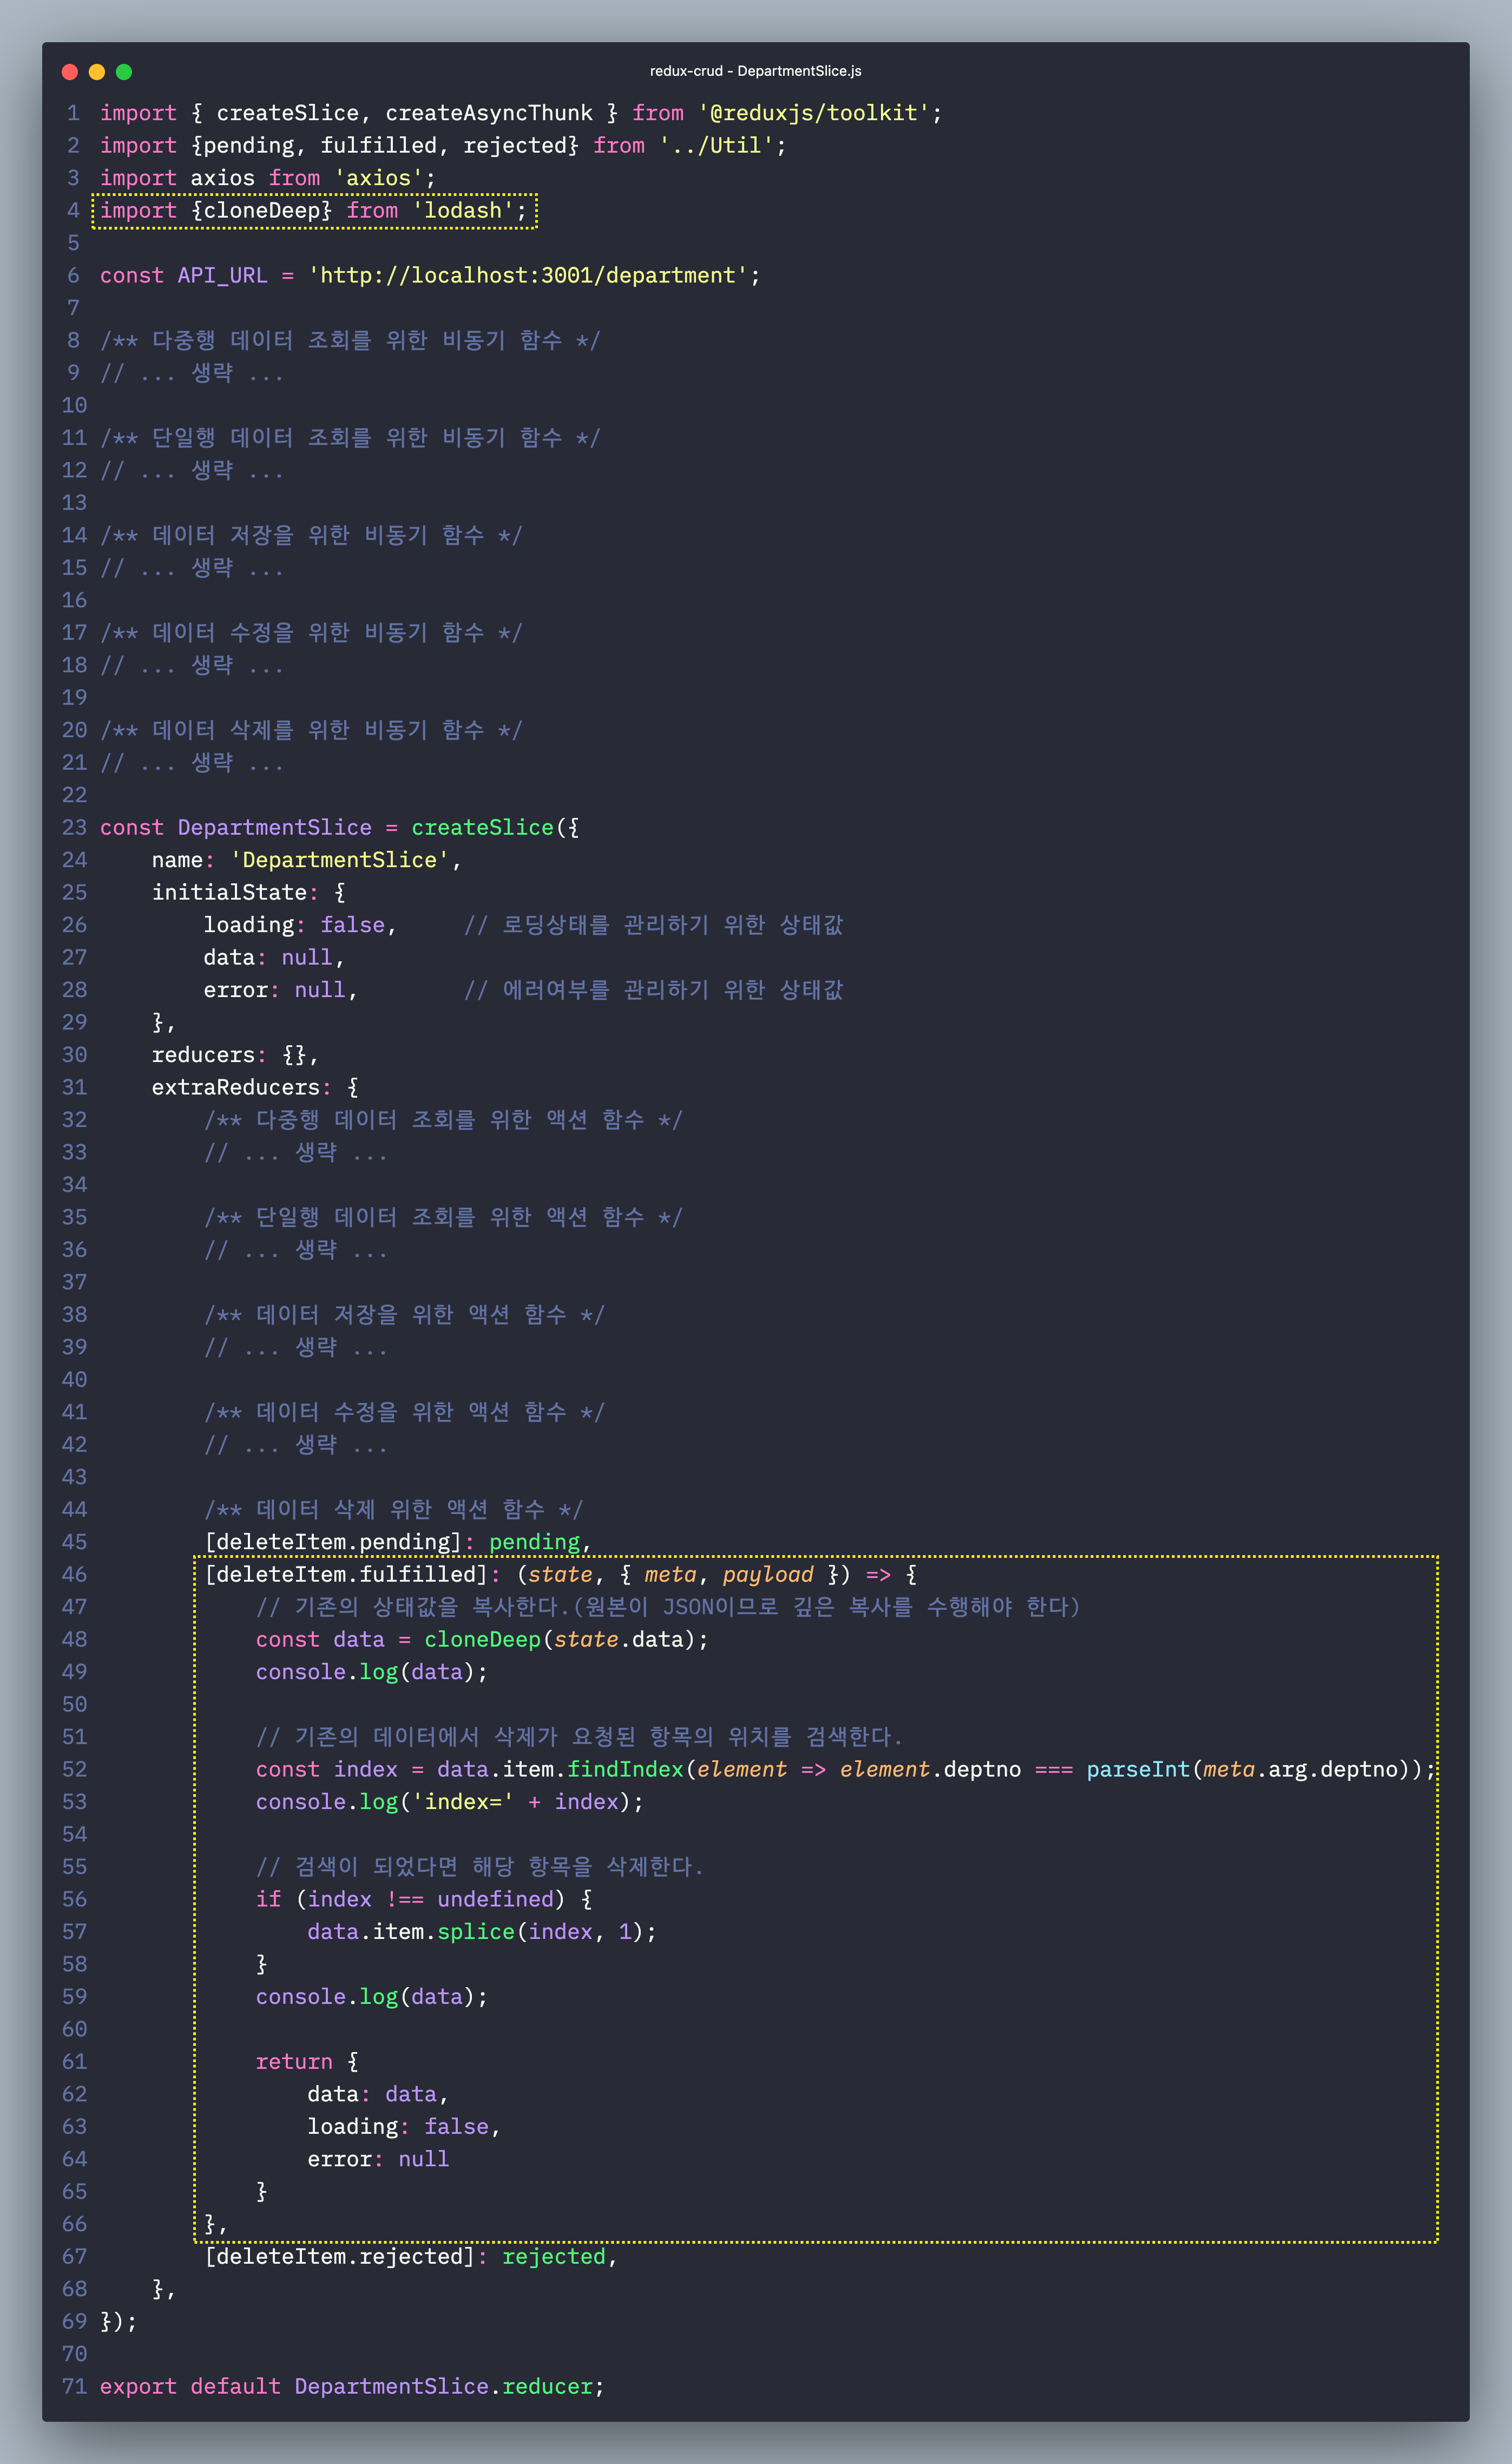 redux-crud - DepartmentSlice.js
1 import { createSlice, createAsyncThunk } from '@reduxjs/toolkit';
2 import {pending, fulfilled, rejected} from '../Util';
3 import axios from 'axios';
4 import {cloneDeep} from 'lodash';
5
6 const API_URL = 'http://localhost:3001/department';
7
8 /** 다중행 데이터 조회를 위한 비동기 함수 */
9 // ... 생략 ...
10
11 /** 단일행 데이터 조회를 위한 비동기 함수 */
12 // ... 생략 ...
13
14 /** 데이터 저장을 위한 비동기 함수 */
15 // ... 생략 ...
16
17 /** 데이터 수정을 위한 비동기 함수 */
18 // ... 생략 ...
19
20 /** 데이터 삭제를 위한 비동기 함수 */
21 // ... 생략 ...
22
23 const DepartmentSlice = createSlice({
24     name: 'DepartmentSlice',
25     initialState: {
26         loading: false,     // 로딩상태를 관리하기 위한 상태값
27         data: null,
28         error: null,        // 에러여부를 관리하기 위한 상태값
29     },
30     reducers: {},
31     extraReducers: {
32         /** 다중행 데이터 조회를 위한 액션 함수 */
33         // ... 생략 ...
34
35         /** 단일행 데이터 조회를 위한 액션 함수 */
36         // ... 생략 ...
37
38         /** 데이터 저장을 위한 액션 함수 */
39         // ... 생략 ...
40
41         /** 데이터 수정을 위한 액션 함수 */
42         // ... 생략 ...
43
44         /** 데이터 삭제 위한 액션 함수 */
45         [deleteItem.pending]: pending,
46         [deleteItem.fulfilled]: (state, { meta, payload }) => {
47             // 기존의 상태값을 복사한다.(원본이 JSON이므로 깊은 복사를 수행해야 한다)
48             const data = cloneDeep(state.data);
49             console.log(data);
50
51             // 기존의 데이터에서 삭제가 요청된 항목의 위치를 검색한다.
52             const index = data.item.findIndex(element => element.deptno === parseInt(meta.arg.deptno));
53             console.log('index=' + index);
54
55             // 검색이 되었다면 해당 항목을 삭제한다.
56             if (index !== undefined) {
57                 data.item.splice(index, 1);
58             }
59             console.log(data);
60
61             return {
62                 data: data,
63                 loading: false,
64                 error: null
65             }
66         },
67         [deleteItem.rejected]: rejected,
68     },
69 });
70
71 export default DepartmentSlice.reducer;